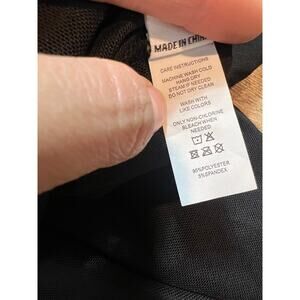 MADE IN CHINA
CARE INSTRUCTIONS
MACHINE WASH COLD
HANG DRY
STEAM IF NEEDED
DO NOT DRY CLEAN
WASH WITH
LIKE COLORS
ONLY NON-CHLORINE
BLEACH WHEN
NEEDED
95%POLYESTER
5%SPANDEX